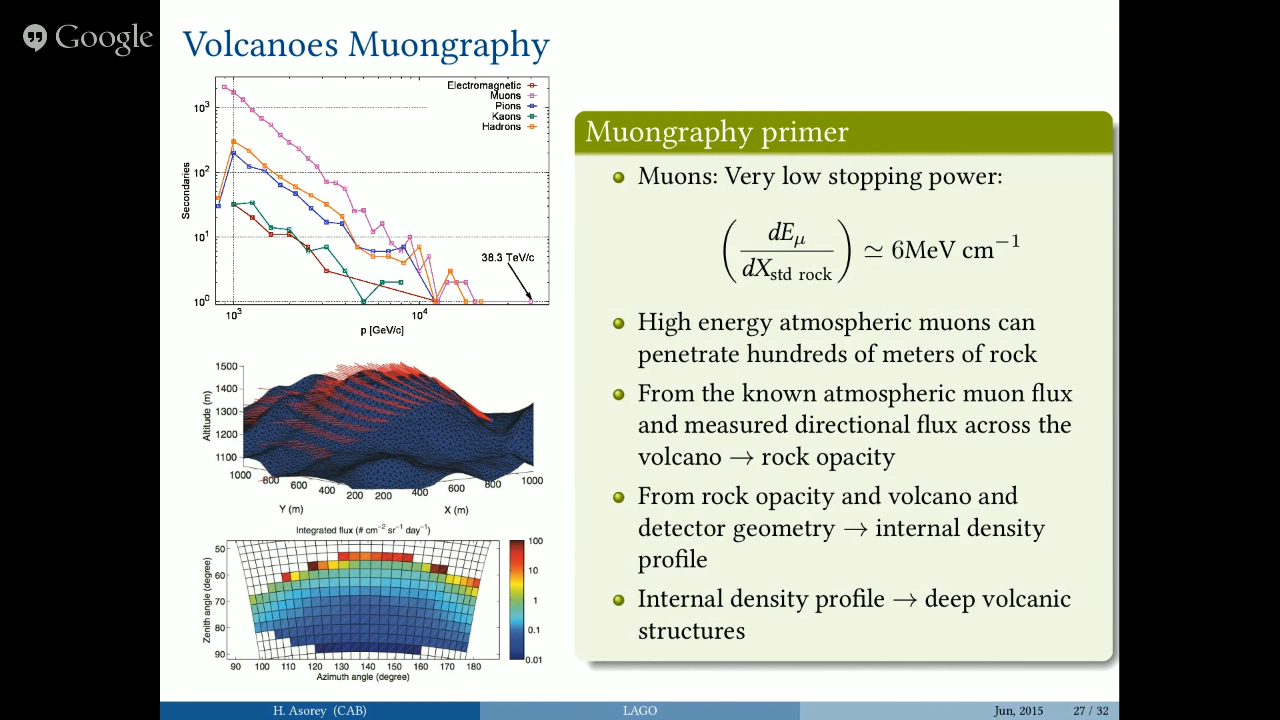 Google
Volcanoes Muongraphy
Electromagnetic
Muons
Pions
Kaons
Hadrons
10³
10²
10¹
10⁰
Secondaries
38.3 TeV/c
10³ 10⁴
p [GeV/c]
1500
1400
1300
1200
1100
Altitude (m)
1000 800 600 400 200 200 400 600 800 1000
Y (m) X (m)
Integrated flux (# cm⁻² sr⁻¹ day⁻¹)
50
60
70
80
90
Zenith angle (degree)
100
10
1
0.1
0.01
90 100 110 120 130 140 150 160 170 180
Azimuth angle (degree)
Muongraphy primer
Muons: Very low stopping power:
(dEμ / dXstd rock) ≃ 6MeV cm⁻¹
High energy atmospheric muons can
penetrate hundreds of meters of rock
From the known atmospheric muon flux
and measured directional flux across the
volcano → rock opacity
From rock opacity and volcano and
detector geometry → internal density
profile
Internal density profile → deep volcanic
structures
H. Asorey (CAB) LAGO Jun, 2015 27 / 32